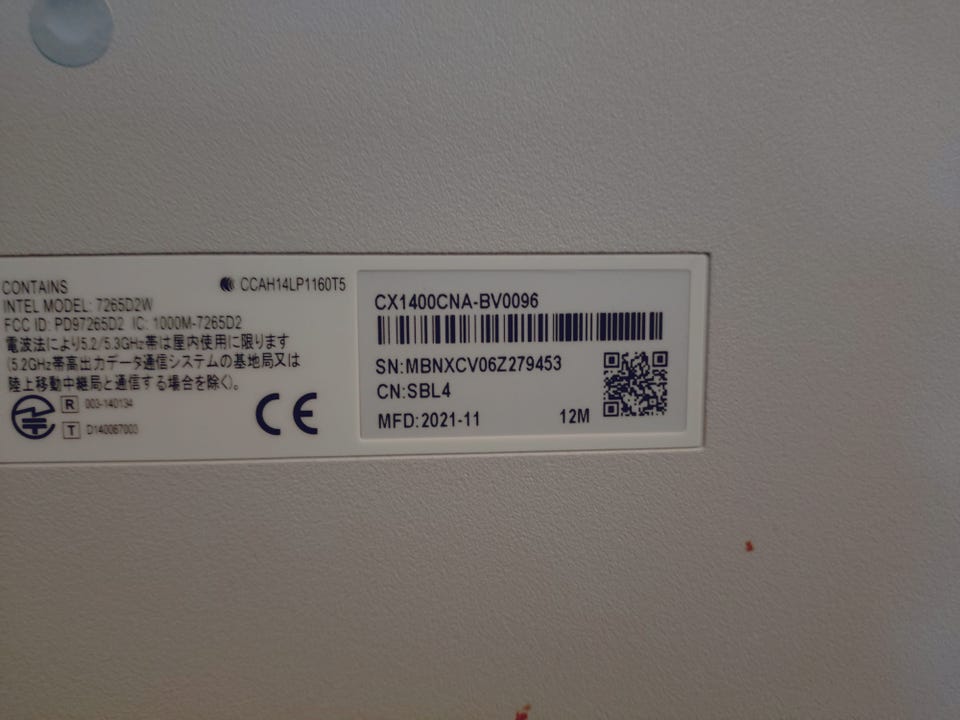 CONTAINS
CCAH14LP1160T5
INTEL MODEL: 7265D2W
FCC ID: PD97265D2 IC: 1000M-7265D2
電波法により5.2/5.3GHz帯は屋内使用に限ります
(5.2GHz帯高出力データ通信システムの基地局又は
陸上移動中継局と通信する場合を除く)。
R 003-140134
T D140067003
CE
CX1400CNA-BV0096
SN:MBNXCV06Z279453
CN:SBL4
MFD:2021-11 12M